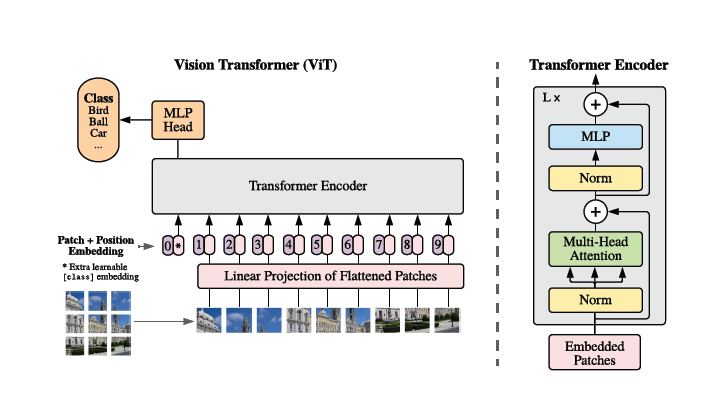 Vision Transformer (ViT)
Class
Bird
Ball
Car
...
MLP
Head
Transformer Encoder
Patch + Position
Embedding
* Extra learnable
[class] embedding
0 * 1 2 3 4 5 6 7 8 9
Linear Projection of Flattened Patches
Transformer Encoder
L x
+
MLP
Norm
+
Multi-Head
Attention
Norm
Embedded
Patches